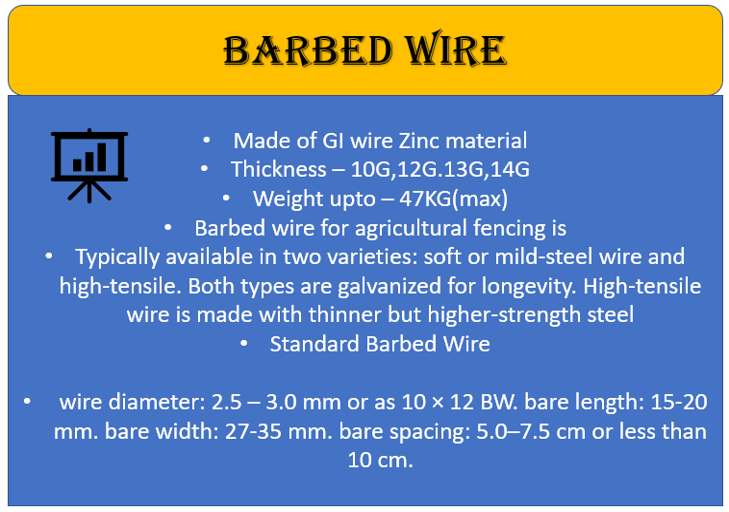 BARBED WIRE
• Made of GI wire Zinc material
• Thickness – 10G,12G.13G,14G
• Weight upto – 47KG(max)
• Barbed wire for agricultural fencing is
• Typically available in two varieties: soft or mild-steel wire and
high-tensile. Both types are galvanized for longevity. High-tensile
wire is made with thinner but higher-strength steel
• Standard Barbed Wire
• wire diameter: 2.5 – 3.0 mm or as 10 × 12 BW. bare length: 15-20
mm. bare width: 27-35 mm. bare spacing: 5.0–7.5 cm or less than
10 cm.